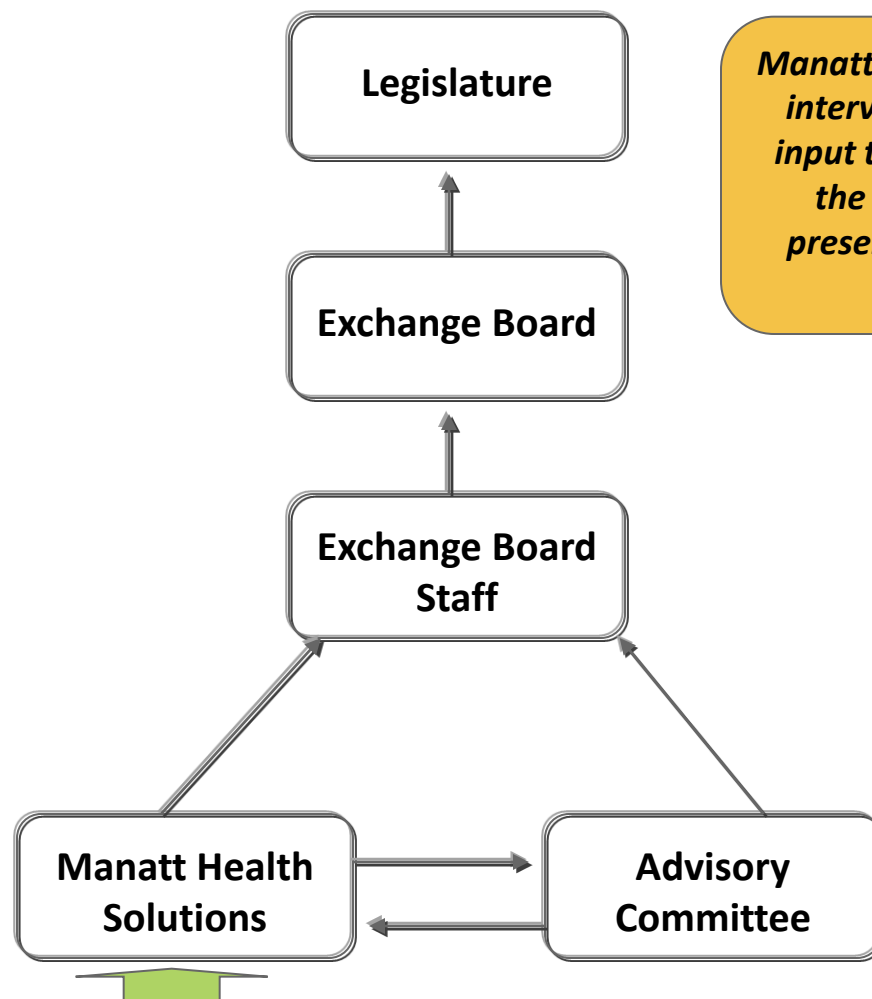 Legislature
Manatt
interv
input t
the
prese
Exchange Board
Exchange Board
Staff
Manatt Health
Solutions
Advisory
Committee